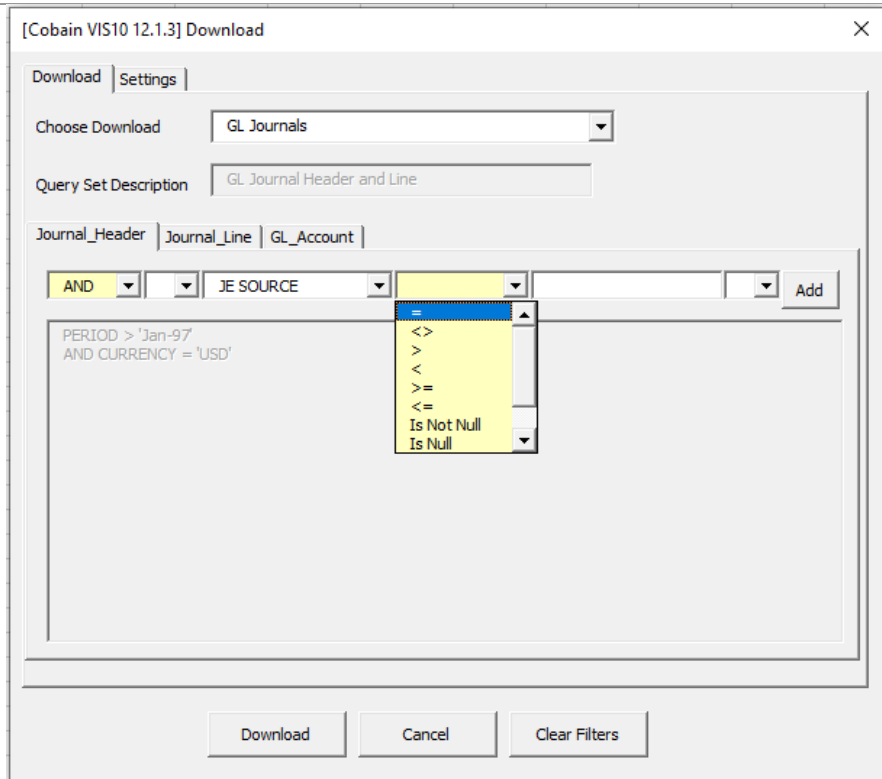 [Cobain VIS10 12.1.3] Download
Download Settings
Choose Download GL Journals
Query Set Description GL Journal Header and Line
Journal_Header Journal_Line GL_Account
AND JE SOURCE Add
=
<>
PERIOD > 'Jan-97'
>
AND CURRENCY = 'USD'
<
>=
<=
Is Not Null
Is Null
Download Cancel Clear Filters